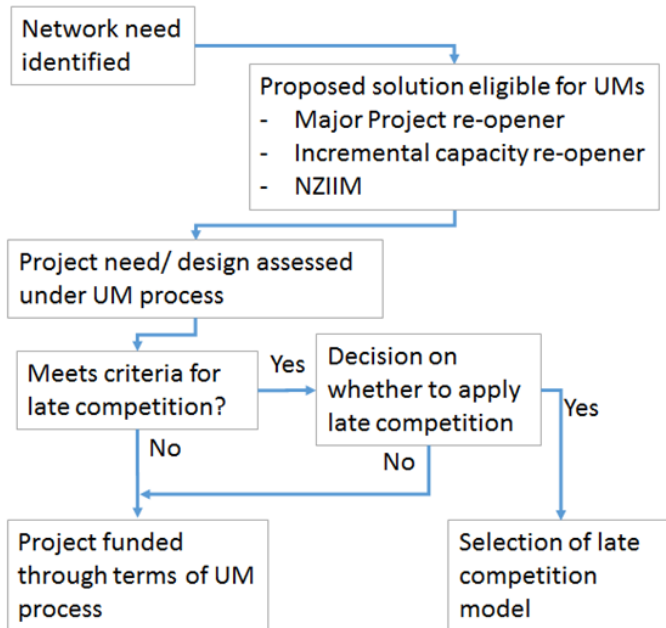 Network need
identified
Proposed solution eligible for UMs
- Major Project re-opener
- Incremental capacity re-opener
- NZIIM
Project need/ design assessed
under UM process
Meets criteria for
late competition?
Yes
Decision on
whether to apply
late competition
Yes
No
No
Project funded
through terms of UM
process
Selection of late
competition
model